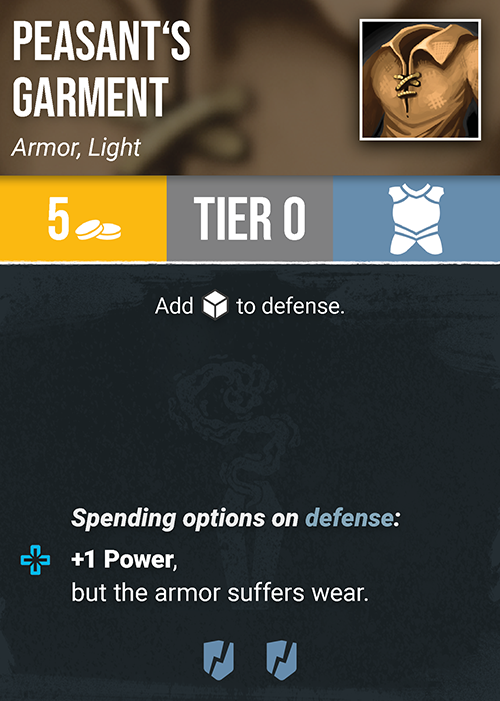 PEASANT‘S
GARMENT
Armor, Light
5
TIER 0
Add to defense.
Spending options on defense:
+1 Power,
but the armor suffers wear.